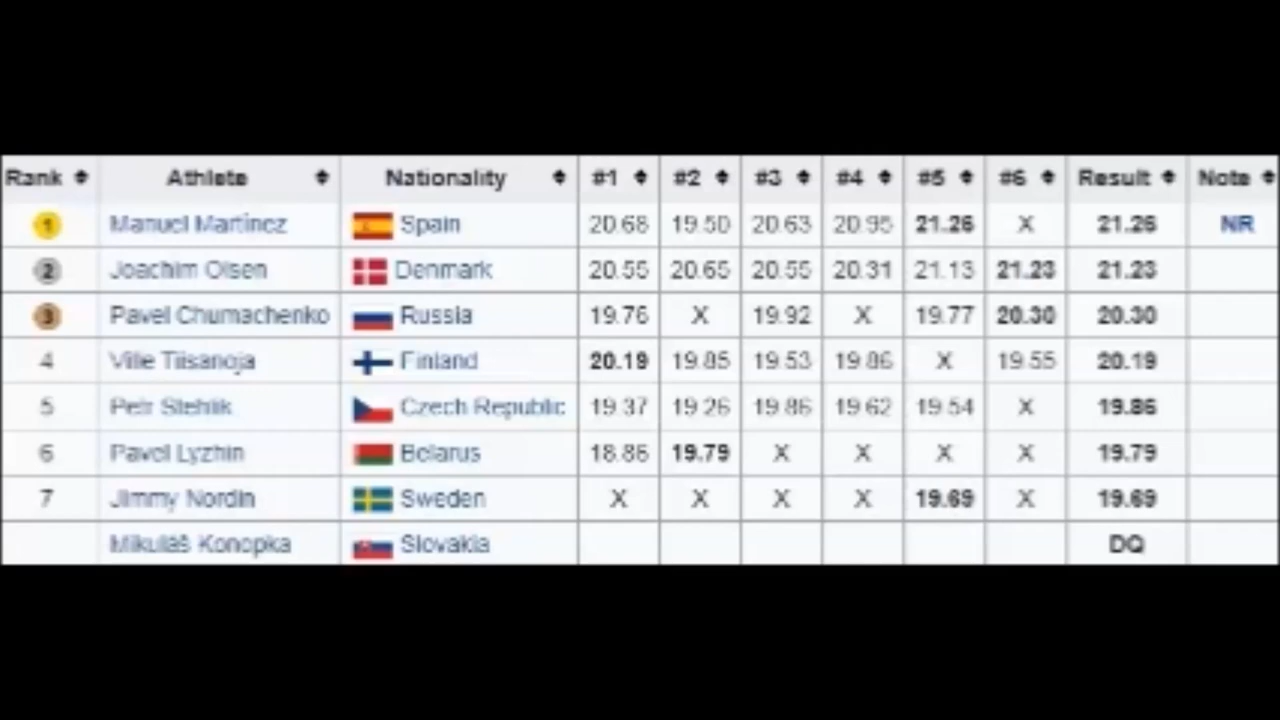 Rank Athlete Nationality #1 #2 #3 #4 #5 #6 Result Note
1 Manuel Martínez Spain 20.68 19.50 20.63 20.95 21.26 X 21.26 NR
2 Joachim Olsen Denmark 20.55 20.65 20.55 20.31 21.13 21.23 21.23
3 Pavel Chumachenko Russia 19.76 X 19.92 X 19.77 20.30 20.30
4 Ville Tiisanoja Finland 20.19 19.85 19.53 19.86 X 19.55 20.19
5 Petr Stehlík Czech Republic 19.37 19.26 19.86 19.62 19.54 X 19.86
6 Pavel Lyzhin Belarus 18.86 19.79 X X X X 19.79
7 Jimmy Nordin Sweden X X X X 19.69 X 19.69
Mikuláš Konopka Slovakia DQ